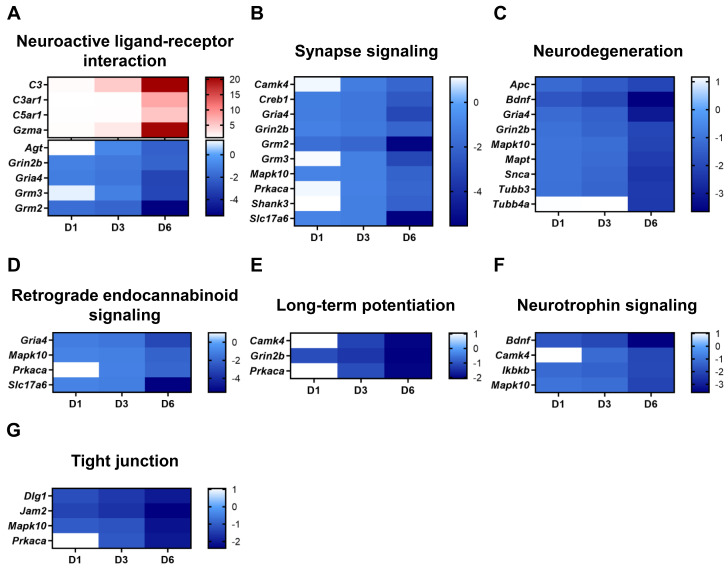 A
Neuroactive ligand-receptor
interaction
C3
C3ar1
C5ar1
Gzma
Agt
Grin2b
Gria4
Grm3
Grm2
D1 D3 D6
20
15
10
5
0
-2
-4
B
Synapse signaling
Camk4
Creb1
Gria4
Grin2b
Grm2
Grm3
Mapk10
Prkaca
Shank3
Slc17a6
D1 D3 D6
0
-2
-4
C
Neurodegeneration
Apc
Bdnf
Gria4
Grin2b
Mapk10
Mapt
Snca
Tubb3
Tubb4a
D1 D3 D6
1
0
-1
-2
-3
D
Retrograde endocannabinoid
signaling
Gria4
Mapk10
Prkaca
Slc17a6
D1 D3 D6
0
-2
-4
E
Long-term potentiation
Camk4
Grin2b
Prkaca
D1 D3 D6
1
0
-1
-2
F
Neurotrophin signaling
Bdnf
Camk4
Ikbkb
Mapk10
D1 D3 D6
1
0
-1
-2
-3
G
Tight junction
Dlg1
Jam2
Mapk10
Prkaca
D1 D3 D6
1
0
-1
-2